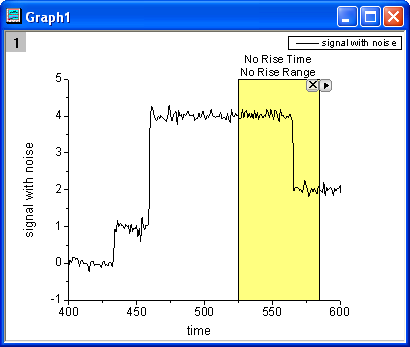 Graph1
1
signal with noise
No Rise Time
No Rise Range
5
4
3
2
1
0
-1
signal with noise
400
450
500
550
600
time